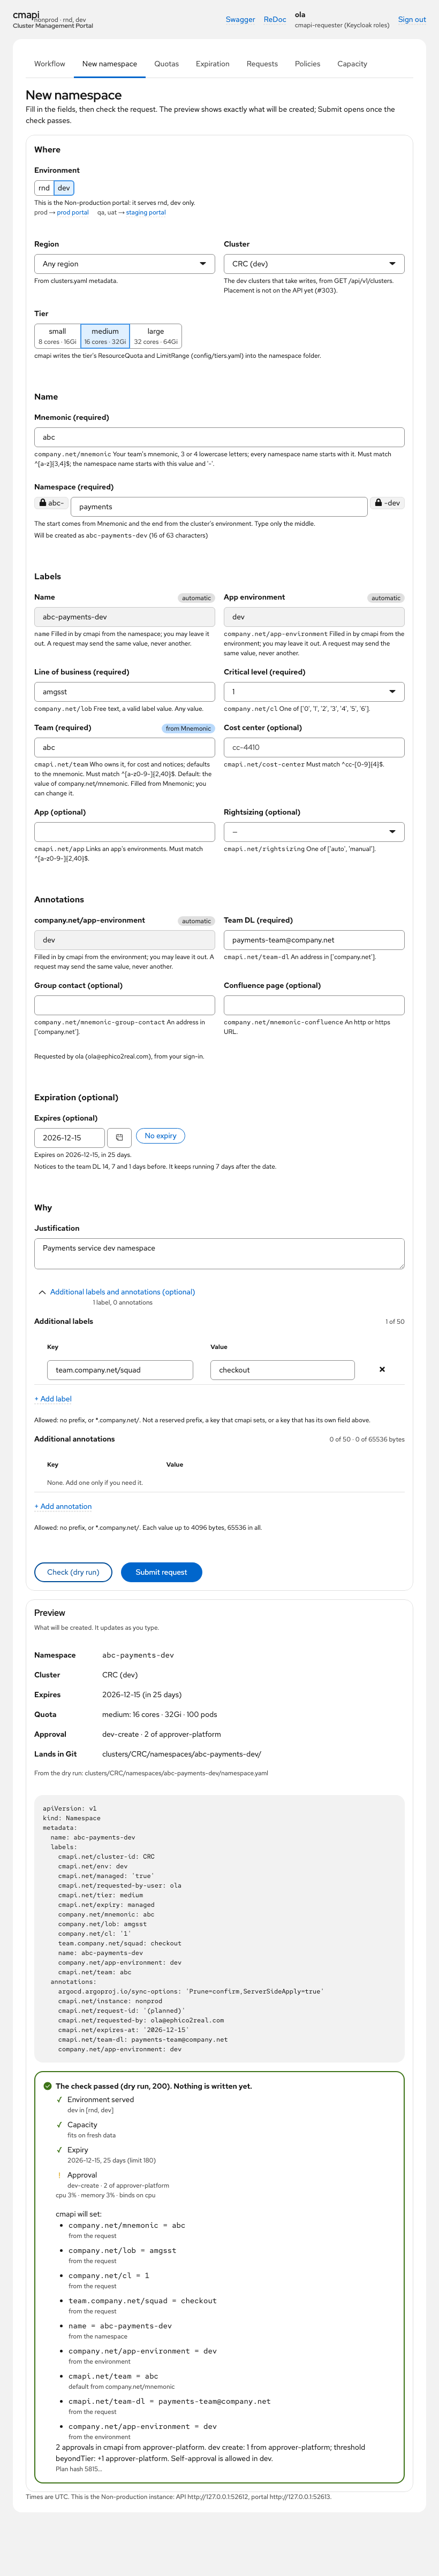 cmapi
nonprod · rnd, dev
Cluster Management Portal
Swagger
ReDoc
ola
cmapi-requester (Keycloak roles)
Sign out
Workflow
New namespace
Quotas
Expiration
Requests
Policies
Capacity
New namespace
Fill in the fields, then check the request. The preview shows exactly what will be created; Submit opens once the
check passes.
Where
Environment
rnd
dev
This is the Non-production portal: it serves rnd, dev only.
prod → prod portal qa, uat → staging portal
Region
Any region
From clusters.yaml metadata.
Cluster
CRC (dev)
The dev clusters that take writes, from GET /api/v1/clusters.
Placement is not on the API yet (#303).
Tier
small
8 cores · 16Gi
medium
16 cores · 32Gi
large
32 cores · 64Gi
cmapi writes the tier's ResourceQuota and LimitRange (config/tiers.yaml) into the namespace folder.
Name
Mnemonic (required)
abc
company.net/mnemonic Your team's mnemonic, 3 or 4 lowercase letters; every namespace name starts with it. Must match
^[a-z]{3,4}$; the namespace name starts with this value and '-'.
Namespace (required)
abc-
payments
-dev
The start comes from Mnemonic and the end from the cluster's environment. Type only the middle.
Will be created as abc-payments-dev (16 of 63 characters)
Labels
Name
automatic
abc-payments-dev
name Filled in by cmapi from the namespace; you may leave it
out. A request may send the same value, never another.
App environment
automatic
dev
company.net/app-environment Filled in by cmapi from the
environment; you may leave it out. A request may send the
same value, never another.
Line of business (required)
amgsst
company.net/lob Free text, a valid label value. Any value.
Critical level (required)
1
company.net/cl One of ['0', '1', '2', '3', '4', '5', '6'].
Team (required)
from Mnemonic
abc
cmapi.net/team Who owns it, for cost and notices; defaults
to the mnemonic. Must match ^[a-z0-9-]{2,40}$. Default: the
value of company.net/mnemonic. Filled from Mnemonic; you
can change it.
Cost center (optional)
cc-4410
cmapi.net/cost-center Must match ^cc-[0-9]{4}$.
App (optional)
cmapi.net/app Links an app's environments. Must match
^[a-z0-9-]{2,40}$.
Rightsizing (optional)
—
cmapi.net/rightsizing One of ['auto', 'manual'].
Annotations
company.net/app-environment
automatic
dev
Filled in by cmapi from the environment; you may leave it out. A
request may send the same value, never another.
Team DL (required)
payments-team@company.net
cmapi.net/team-dl An address in ['company.net'].
Group contact (optional)
company.net/mnemonic-group-contact An address in
['company.net'].
Confluence page (optional)
company.net/mnemonic-confluence An http or https
URL.
Requested by ola (ola@ephico2real.com), from your sign-in.
Expiration (optional)
Expires (optional)
2026-12-15
No expiry
Expires on 2026-12-15, in 25 days.
Notices to the team DL 14, 7 and 1 days before. It keeps running 7 days after the date.
Why
Justification
Payments service dev namespace
Additional labels and annotations (optional)
1 label, 0 annotations
Additional labels
1 of 50
Key
Value
team.company.net/squad
checkout
+ Add label
Allowed: no prefix, or *.company.net/. Not a reserved prefix, a key that cmapi sets, or a key that has its own field above.
Additional annotations
0 of 50 · 0 of 65536 bytes
Key
Value
None. Add one only if you need it.
+ Add annotation
Allowed: no prefix, or *.company.net/. Each value up to 4096 bytes, 65536 in all.
Check (dry run)
Submit request
Preview
What will be created. It updates as you type.
Namespace abc-payments-dev
Cluster CRC (dev)
Expires 2026-12-15 (in 25 days)
Quota medium: 16 cores · 32Gi · 100 pods
Approval dev-create · 2 of approver-platform
Lands in Git clusters/CRC/namespaces/abc-payments-dev/
From the dry run: clusters/CRC/namespaces/abc-payments-dev/namespace.yaml
apiVersion: v1
kind: Namespace
metadata:
name: abc-payments-dev
labels:
cmapi.net/cluster-id: CRC
cmapi.net/env: dev
cmapi.net/managed: 'true'
cmapi.net/requested-by-user: ola
cmapi.net/tier: medium
cmapi.net/expiry: managed
company.net/mnemonic: abc
company.net/lob: amgsst
company.net/cl: '1'
team.company.net/squad: checkout
name: abc-payments-dev
company.net/app-environment: dev
cmapi.net/team: abc
annotations:
argocd.argoproj.io/sync-options: 'Prune=confirm,ServerSideApply=true'
cmapi.net/instance: nonprod
cmapi.net/request-id: '{planned}'
cmapi.net/requested-by: ola@ephico2real.com
cmapi.net/expires-at: '2026-12-15'
cmapi.net/team-dl: payments-team@company.net
company.net/app-environment: dev
The check passed (dry run, 200). Nothing is written yet.
Environment served
dev in [rnd, dev]
Capacity
fits on fresh data
Expiry
2026-12-15, 25 days (limit 180)
Approval
dev-create · 2 of approver-platform
cpu 3% · memory 3% · binds on cpu
cmapi will set:
company.net/mnemonic = abc
from the request
company.net/lob = amgsst
from the request
company.net/cl = 1
from the request
team.company.net/squad = checkout
from the request
name = abc-payments-dev
from the namespace
company.net/app-environment = dev
from the environment
cmapi.net/team = abc
default from company.net/mnemonic
cmapi.net/team-dl = payments-team@company.net
from the request
company.net/app-environment = dev
from the environment
2 approvals in cmapi from approver-platform. dev create: 1 from approver-platform; threshold
beyondTier: +1 approver-platform. Self-approval is allowed in dev.
Plan hash 5815…
Times are UTC. This is the Non-production instance: API http://127.0.0.1:52612, portal http://127.0.0.1:52613.